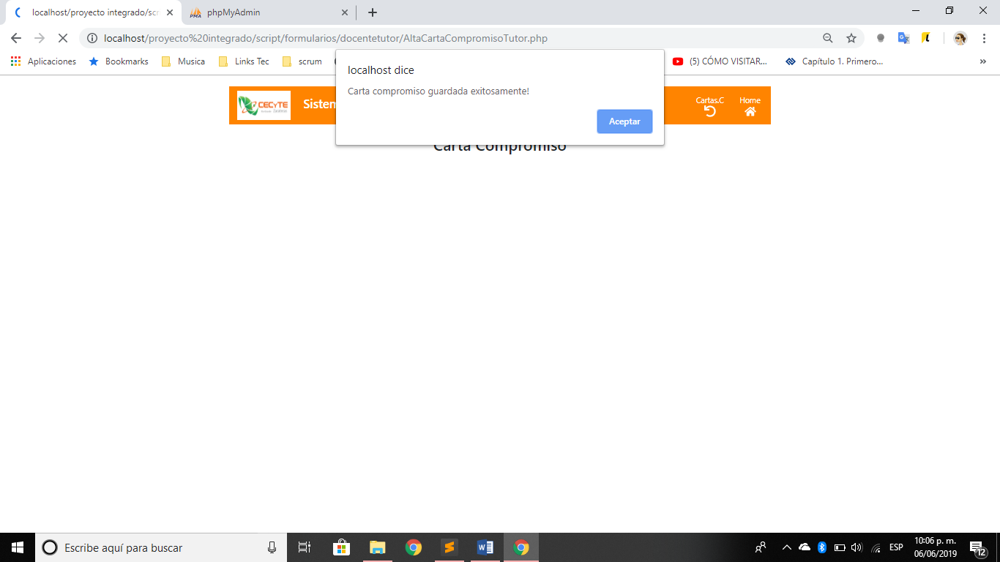 localhost/proyecto integrado/scr
phpMyAdmin
localhost/proyecto%20integrado/script/formularios/docentetutor/AltaCartaCompromisoTutor.php
Aplicaciones
Bookmarks
Musica
Links Tec
scrum
(5) CÓMO VISITAR...
Capítulo 1. Primero...
localhost dice
Carta compromiso guardada exitosamente!
Aceptar
CECYTE
Sistem
Cartas.C
Home
Carta Compromiso
Escribe aquí para buscar
ESP
10:06 p. m.
06/06/2019
12